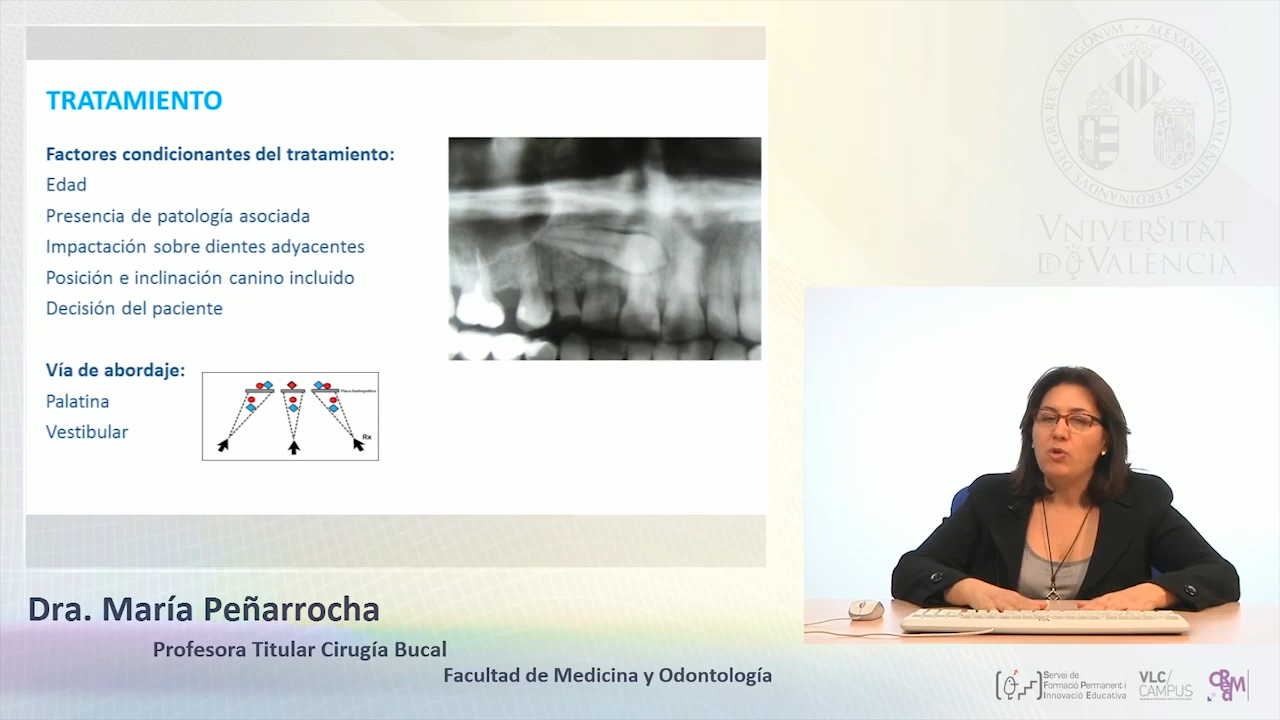 TRATAMIENTO
Factores condicionantes del tratamiento:
Edad
Presencia de patología asociada
Impactación sobre dientes adyacentes
Posición e inclinación canino incluido
Decisión del paciente
Vía de abordaje:
Palatina
Vestibular
Placa Radiográfica
Rx
VNIVERSITAT
DE VALÈNCIA
Dra. María Peñarrocha
Profesora Titular Cirugía Bucal
Facultad de Medicina y Odontología
Servei de
Formació Permanent i
Innovació Educativa
VLC/
CAMPUS